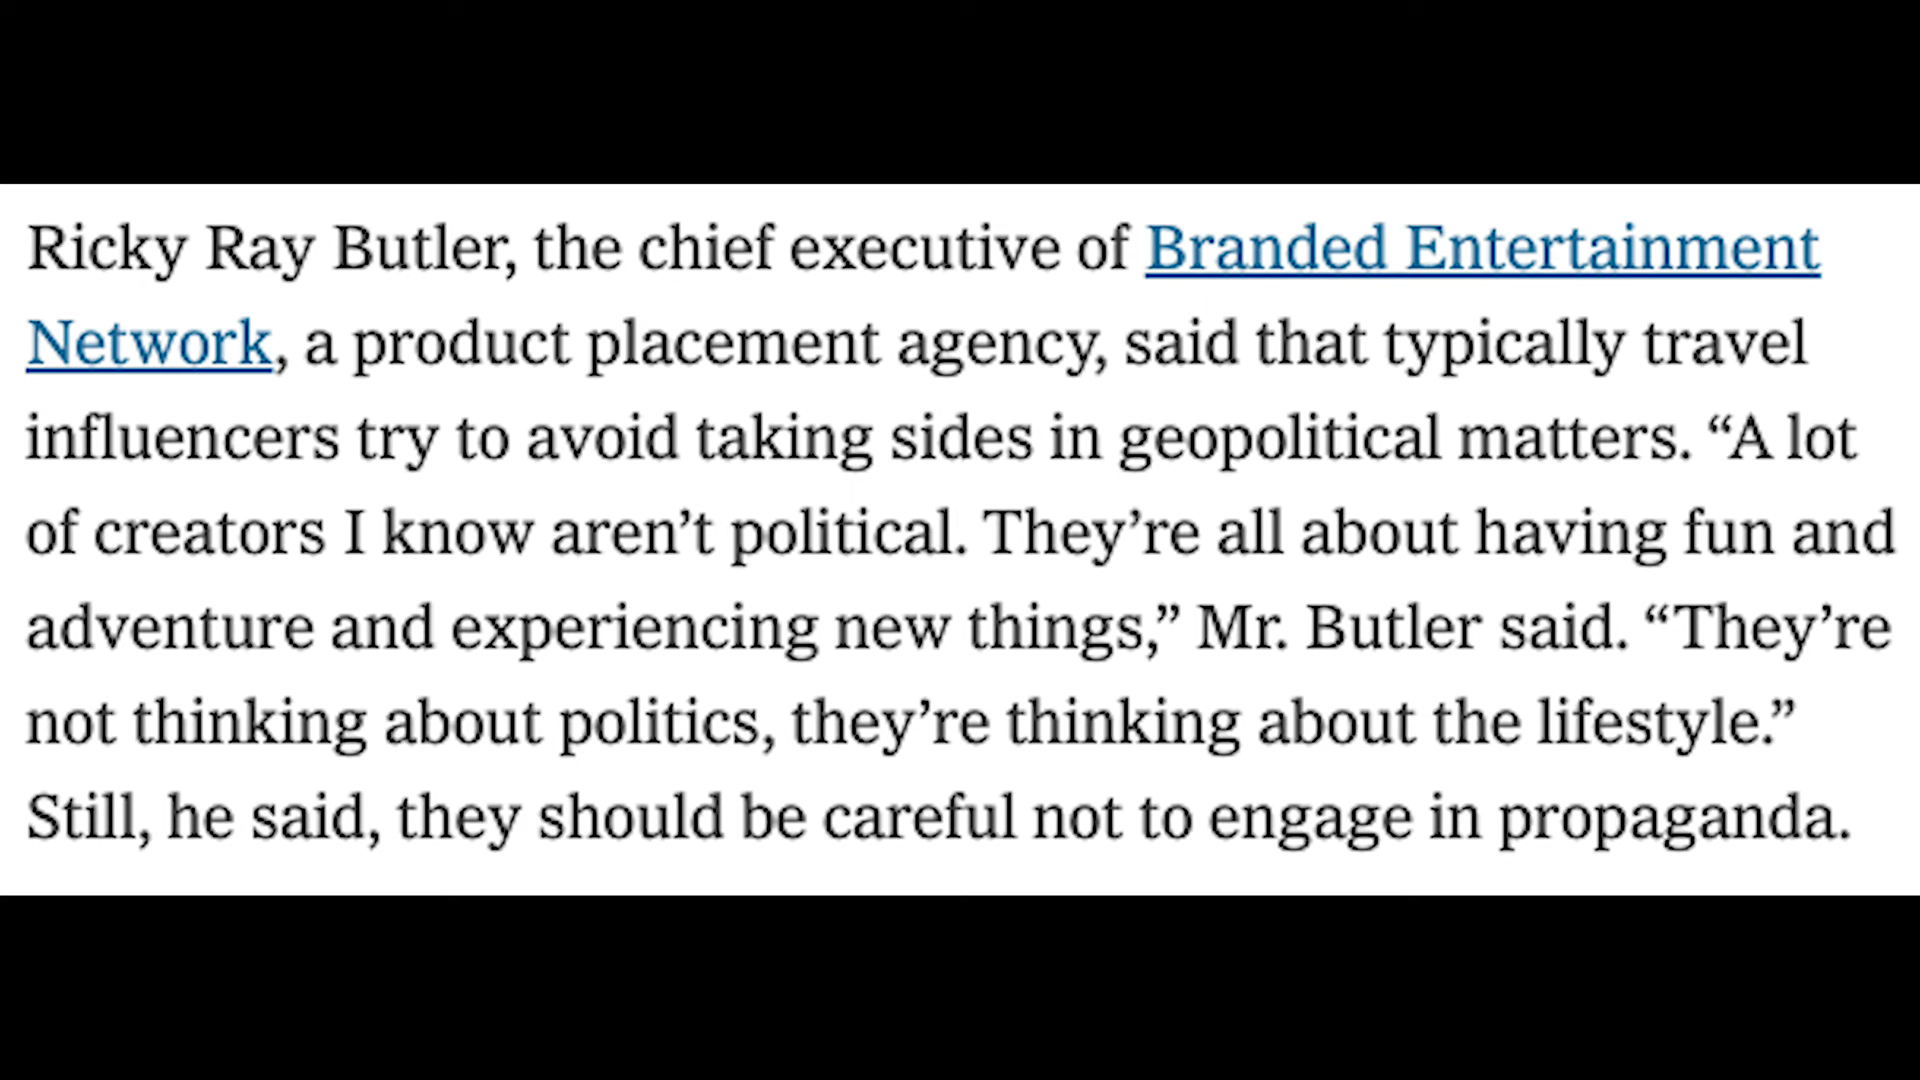 Ricky Ray Butler, the chief executive of Branded Entertainment
Network, a product placement agency, said that typically travel
influencers try to avoid taking sides in geopolitical matters. “A lot
of creators I know aren’t political. They’re all about having fun and
adventure and experiencing new things,” Mr. Butler said. “They’re
not thinking about politics, they’re thinking about the lifestyle.”
Still, he said, they should be careful not to engage in propaganda.